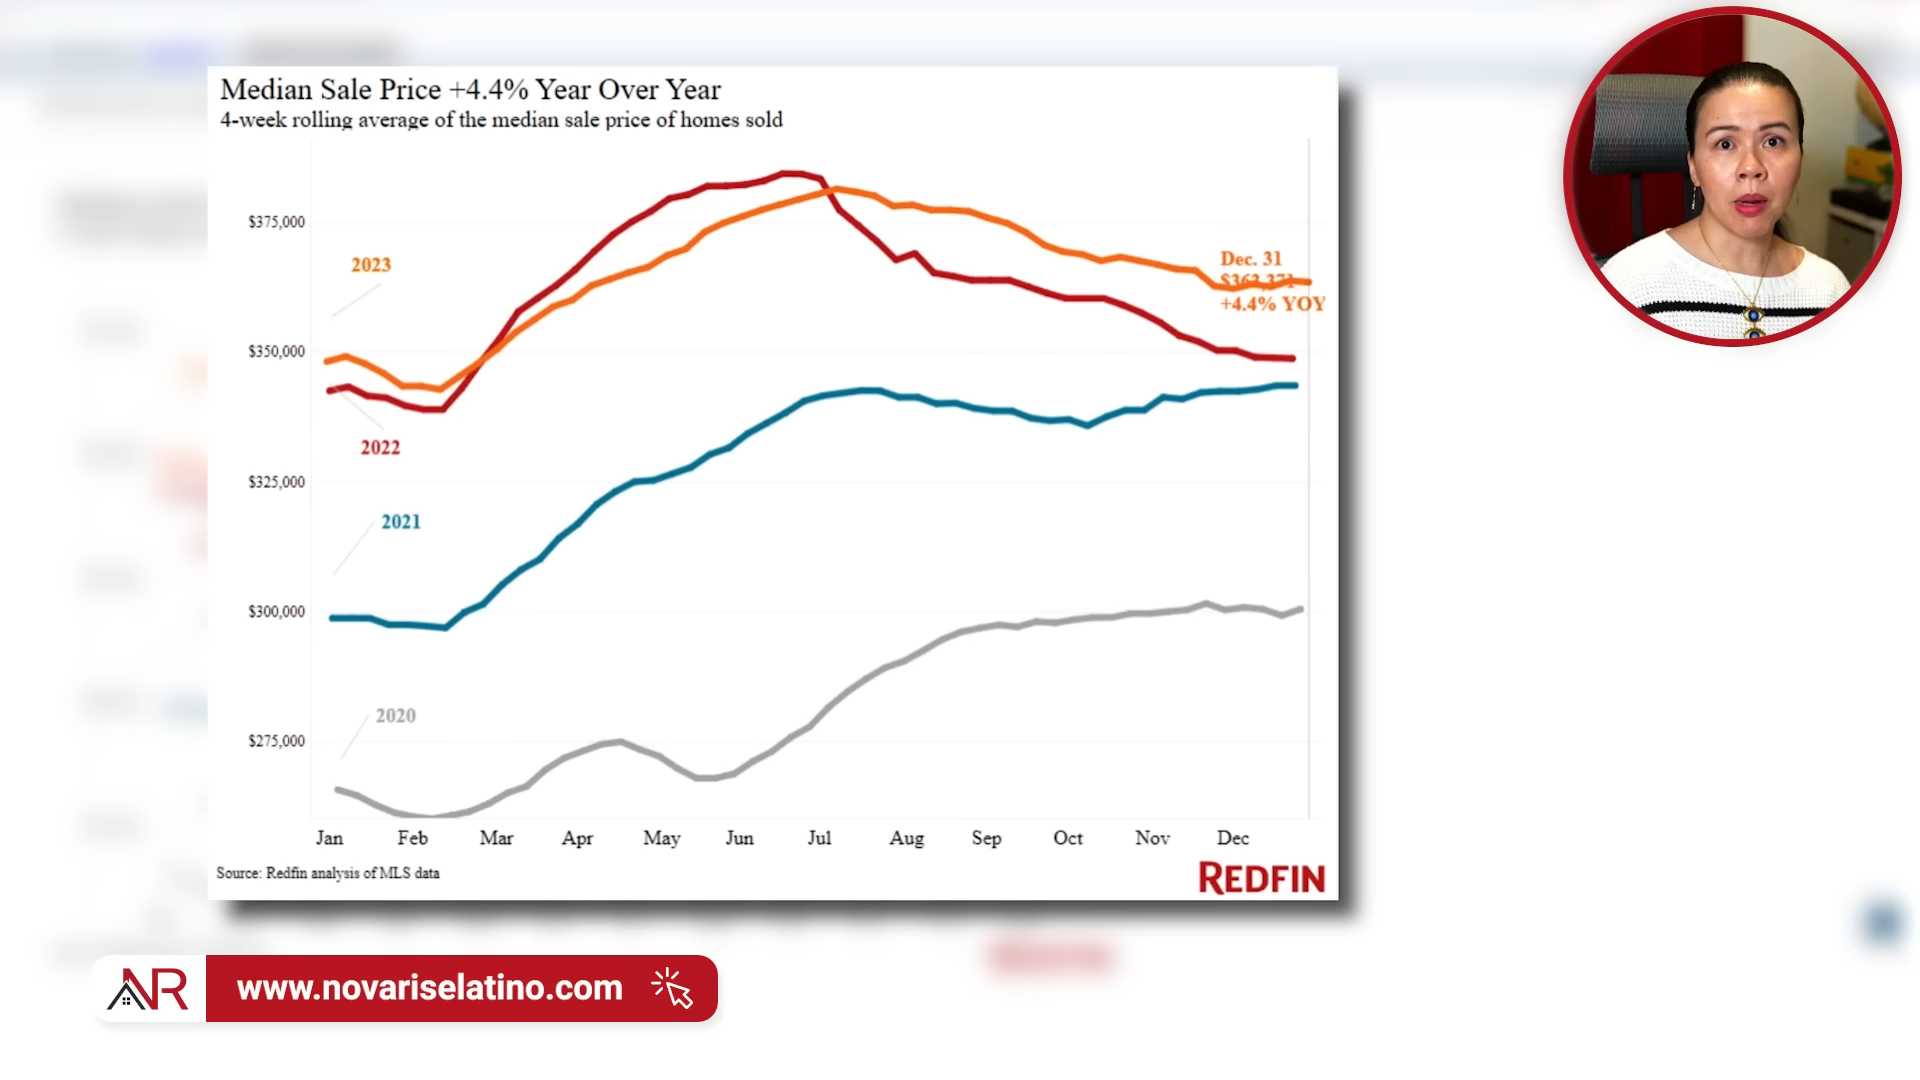 Median Sale Price +4.4% Year Over Year
4-week rolling average of the median sale price of homes sold
$375,000
$350,000
$325,000
$300,000
$275,000
2023
2022
2021
2020
Dec. 31
+4.4% YOY
Jan Feb Mar Apr May Jun Jul Aug Sep Oct Nov Dec
Source: Redfin analysis of MLS data
REDFIN
NR
www.novariselatino.com